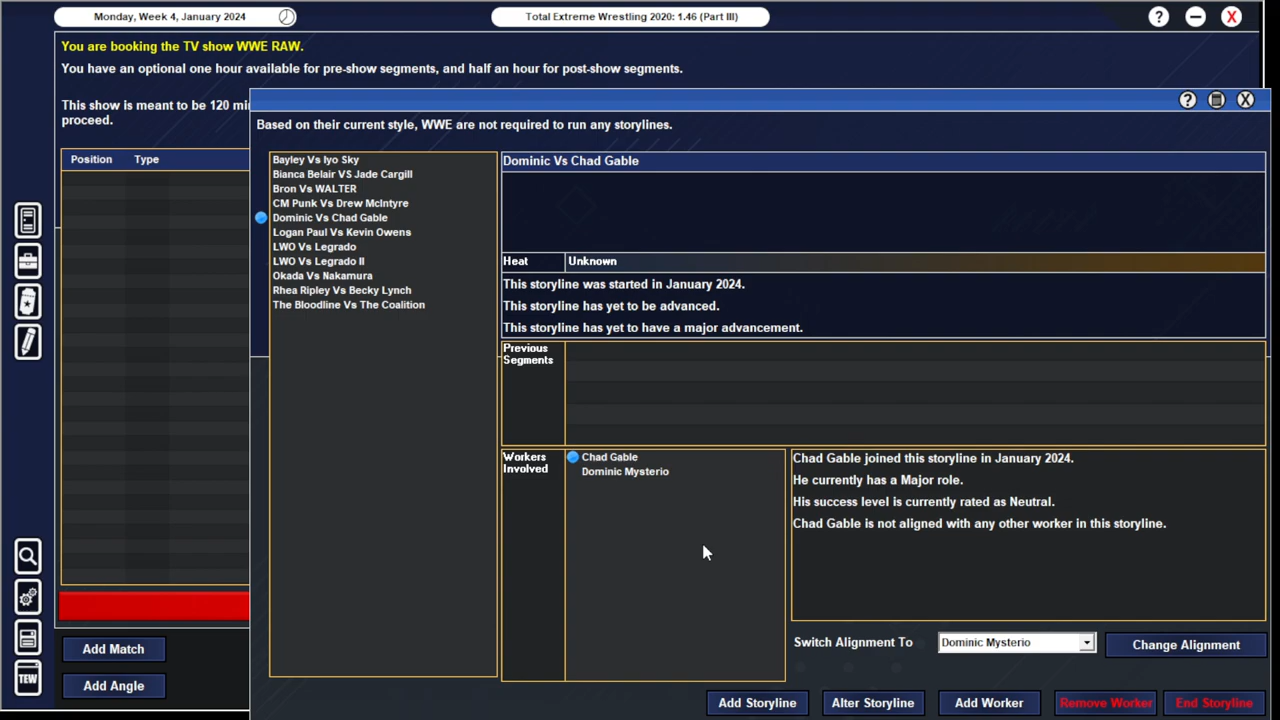 Monday, Week 4, January 2024
Total Extreme Wrestling 2020: 1.46 (Part III)
?
X
You are booking the TV show WWE RAW.
You have an optional one hour available for pre-show segments, and half an hour for post-show segments.
This show is meant to be 120 mi
proceed.
? X
Based on their current style, WWE are not required to run any storylines.
Position Type
Bayley Vs Iyo Sky
Bianca Belair VS Jade Cargill
Bron Vs WALTER
CM Punk Vs Drew McIntyre
Dominic Vs Chad Gable
Logan Paul Vs Kevin Owens
LWO Vs Legrado
LWO Vs Legrado II
Okada Vs Nakamura
Rhea Ripley Vs Becky Lynch
The Bloodline Vs The Coalition
Dominic Vs Chad Gable
Heat Unknown
This storyline was started in January 2024.
This storyline has yet to be advanced.
This storyline has yet to have a major advancement.
Previous
Segments
Workers
Involved
Chad Gable
Dominic Mysterio
Chad Gable joined this storyline in January 2024.
He currently has a Major role.
His success level is currently rated as Neutral.
Chad Gable is not aligned with any other worker in this storyline.
Switch Alignment To Dominic Mysterio Change Alignment
TEW
Add Match
Add Angle
Add Storyline Alter Storyline Add Worker Remove Worker End Storyline